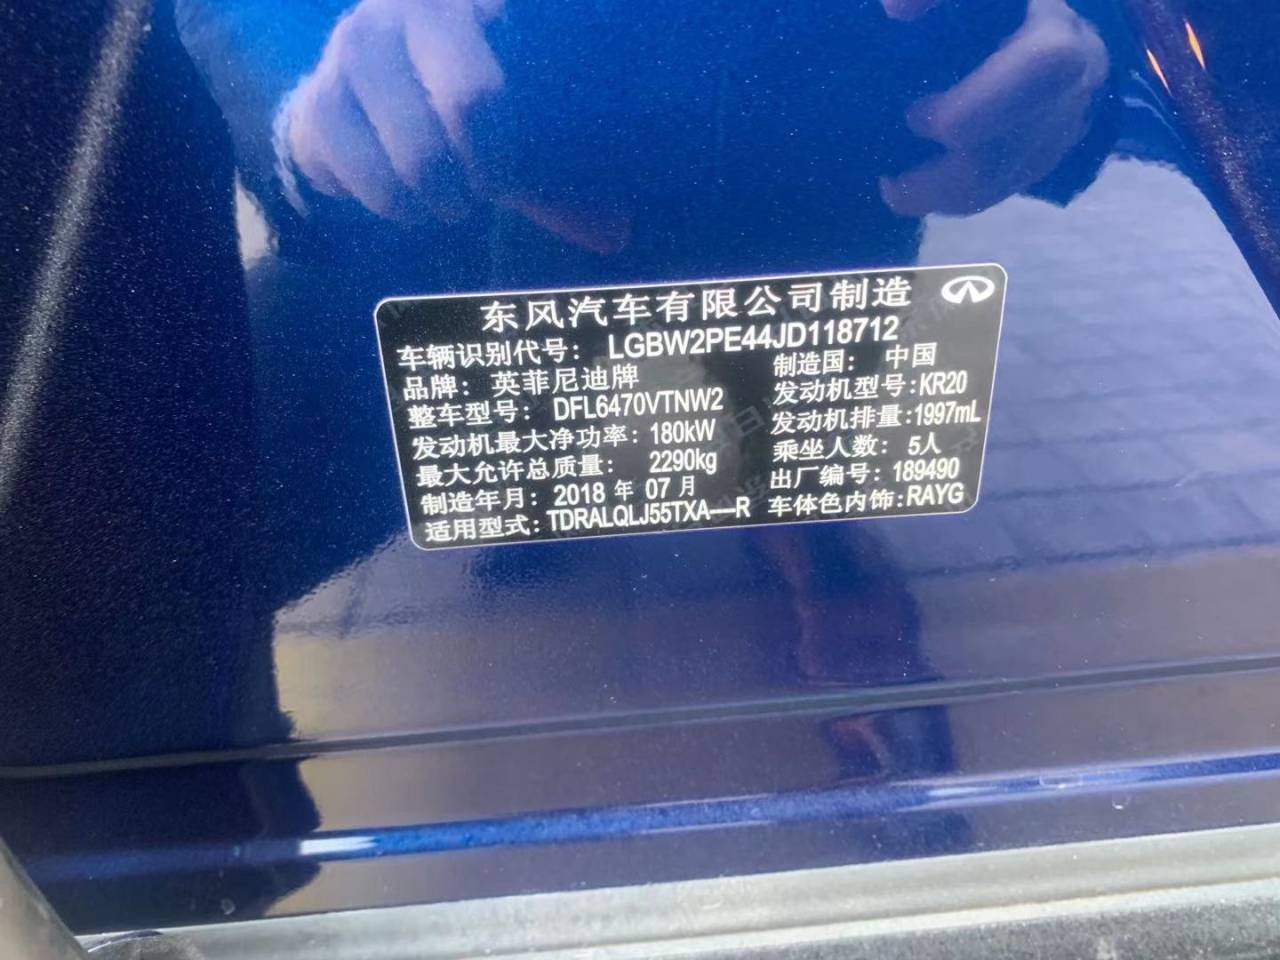 东风汽车有限公司制造
车辆识别代号: LGBW2PE44JD118712
品牌: 英菲尼迪牌 制造国: 中国
整车型号: DFL6470VTNW2 发动机型号:KR20
发动机最大净功率: 180kW 发动机排量:1997mL
最大允许总质量: 2290kg 乘坐人数: 5人
制造年月: 2018 年 07 月 出厂编号: 189490
适用型式: TDRALQLJ55TXA—R 车体色内饰:RAYG